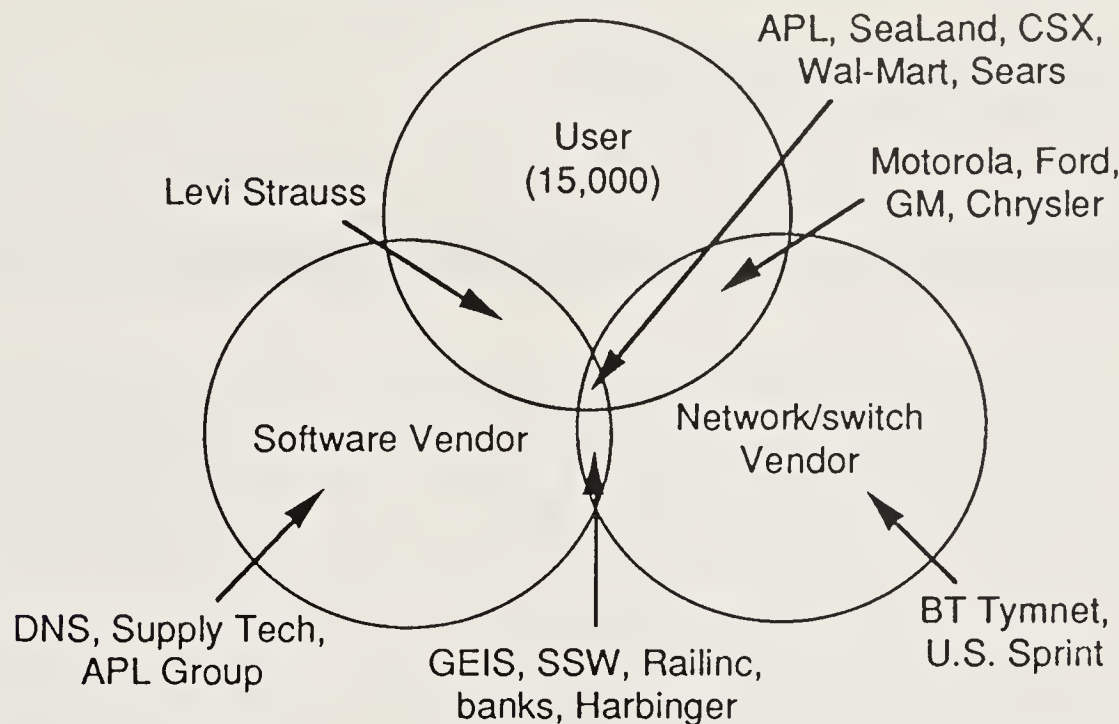 APL, SeaLand, CSX,
Wal-Mart, Sears
User
(15,000)
Motorola, Ford,
GM, Chrysler
Levi Strauss
Software Vendor
Network/switch
Vendor
DNS, Supply Tech,
APL Group
GEIS, SSW, Railinc,
banks, Harbinger
BT Tymnet,
U.S. Sprint